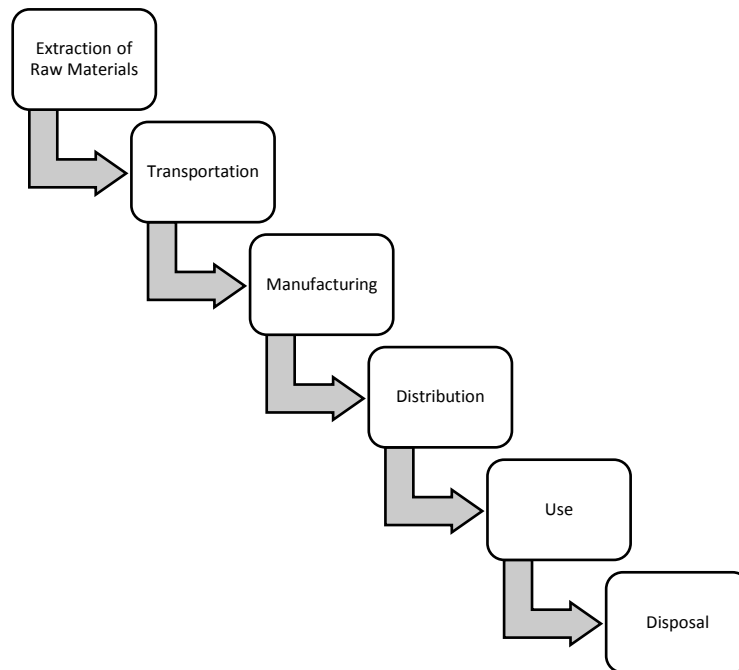 Extraction of
Raw Materials
Transportation
Manufacturing
Distribution
Use
Disposal